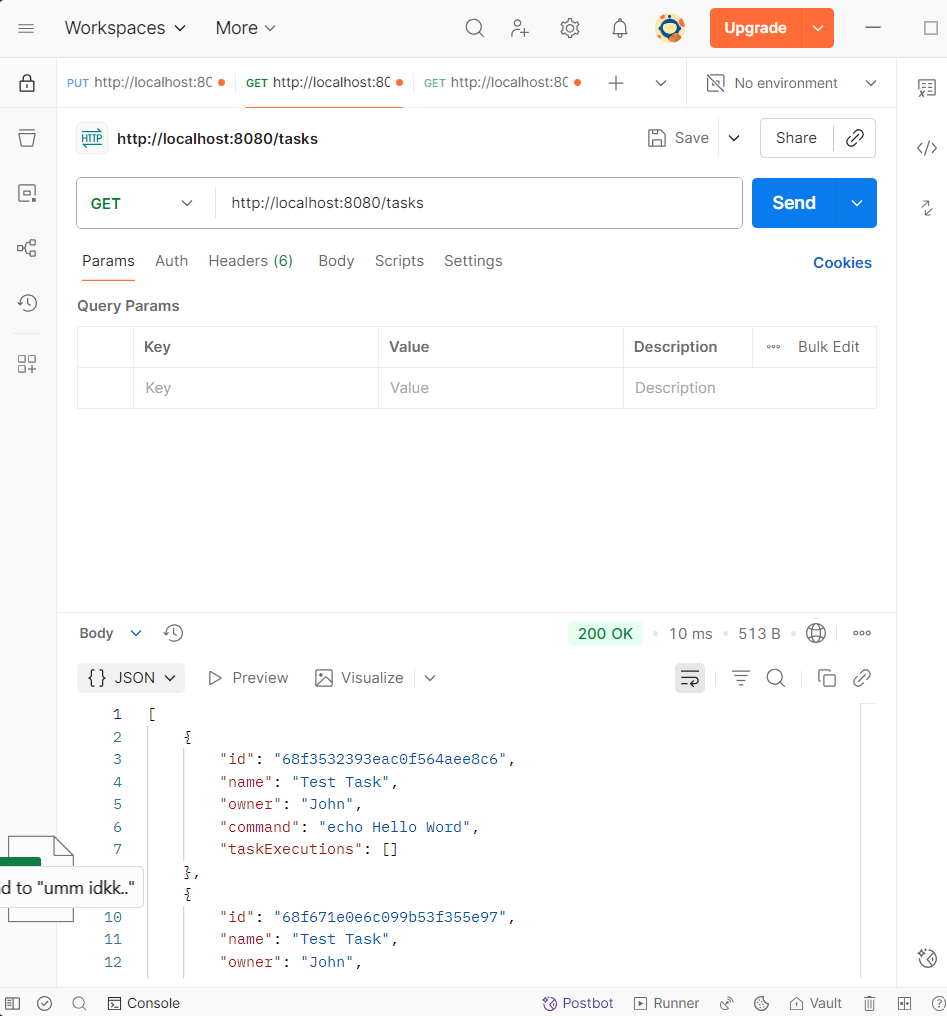 Workspaces More Upgrade
PUT http://localhost:80 GET http://localhost:80 GET http://localhost:80 No environment
HTTP http://localhost:8080/tasks Save Share
GET http://localhost:8080/tasks Send
Params Auth Headers (6) Body Scripts Settings Cookies
Query Params
Key Value Description Bulk Edit
Key Value Description
Body 200 OK 10 ms 513 B
{} JSON Preview Visualize
1 [
2 {
3 "id": "68f3532393eac0f564aee8c6",
4 "name": "Test Task",
5 "owner": "John",
6 "command": "echo Hello Word",
7 "taskExecutions": []
},
{
d to "umm idkk.."
10 "id": "68f671e0e6c099b53f355e97",
11 "name": "Test Task",
12 "owner": "John",
Console Postbot Runner Vault